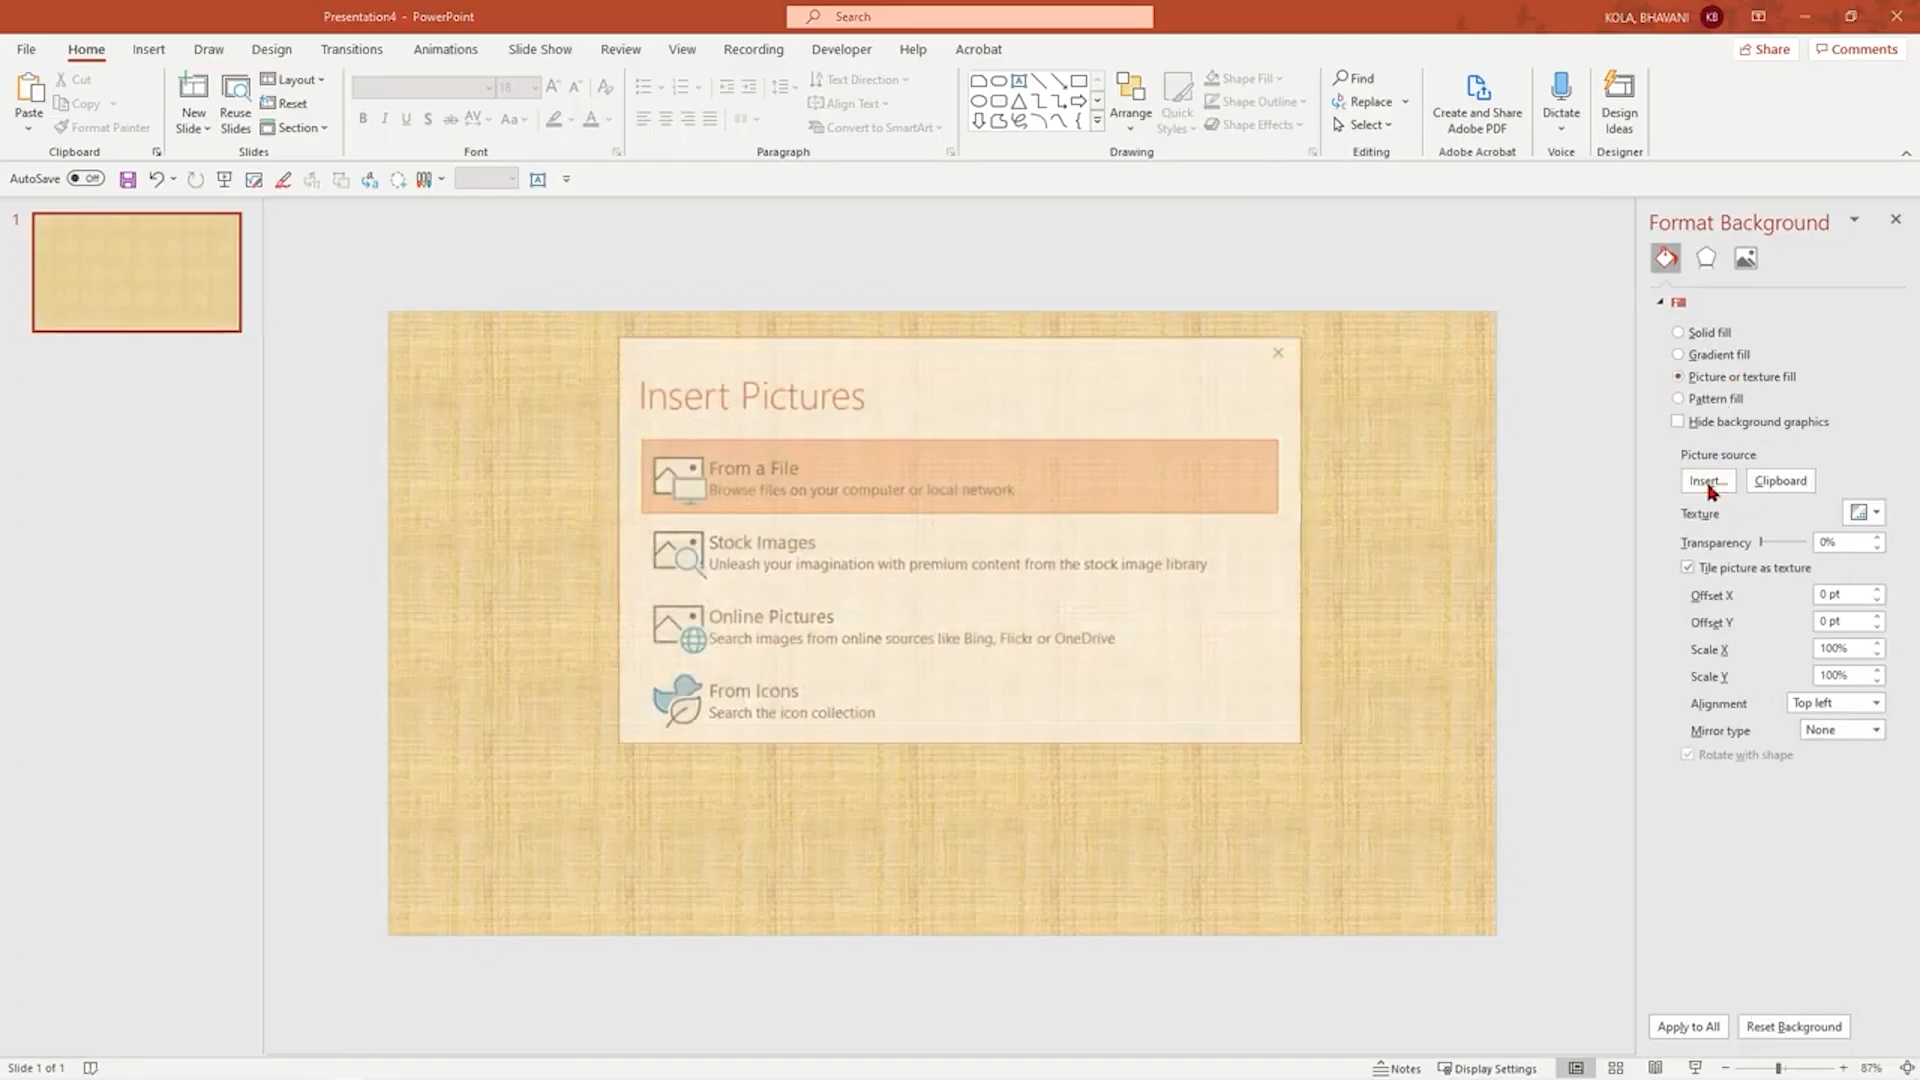 Presentation4 - PowerPoint
Search
KOLA, BHAVANI
KB
File Home Insert Draw Design Transitions Animations Slide Show Review View Recording Developer Help Acrobat
Share
Comments
Paste
Cut
Copy
Format Painter
Clipboard
New Slide
Reuse Slides
Layout
Reset
Section
Slides
18
B I U S ab AV Aa A
Font
Text Direction
Align Text
Convert to SmartArt
Paragraph
Arrange
Quick Styles
Shape Fill
Shape Outline
Shape Effects
Drawing
Find
Replace
Select
Editing
Create and Share Adobe PDF
Adobe Acrobat
Dictate
Voice
Design Ideas
Designer
AutoSave Off
1
Insert Pictures
From a File
Browse files on your computer or local network
Stock Images
Unleash your imagination with premium content from the stock image library
Online Pictures
Search images from online sources like Bing, Flickr or OneDrive
From Icons
Search the icon collection
Format Background
Fill
Solid fill
Gradient fill
Picture or texture fill
Pattern fill
Hide background graphics
Picture source
Insert... Clipboard
Texture
Transparency 0%
Tile picture as texture
Offset X 0 pt
Offset Y 0 pt
Scale X 100%
Scale Y 100%
Alignment Top left
Mirror type None
Rotate with shape
Apply to All Reset Background
Slide 1 of 1
Notes
Display Settings
87%